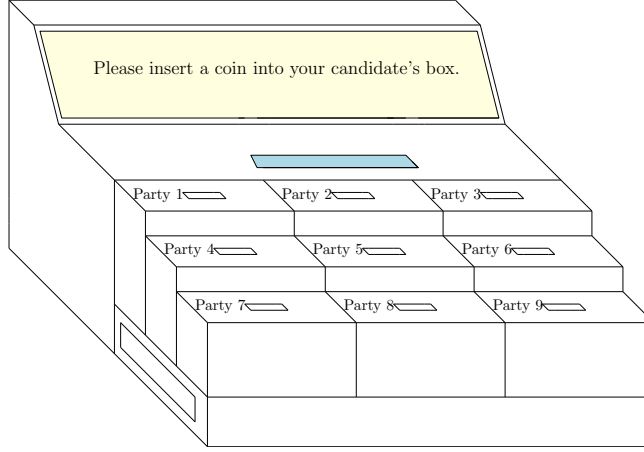 Please insert a coin into your candidate's box.
Party 1 Party 2 Party 3
Party 4 Party 5 Party 6
Party 7 Party 8 Party 9